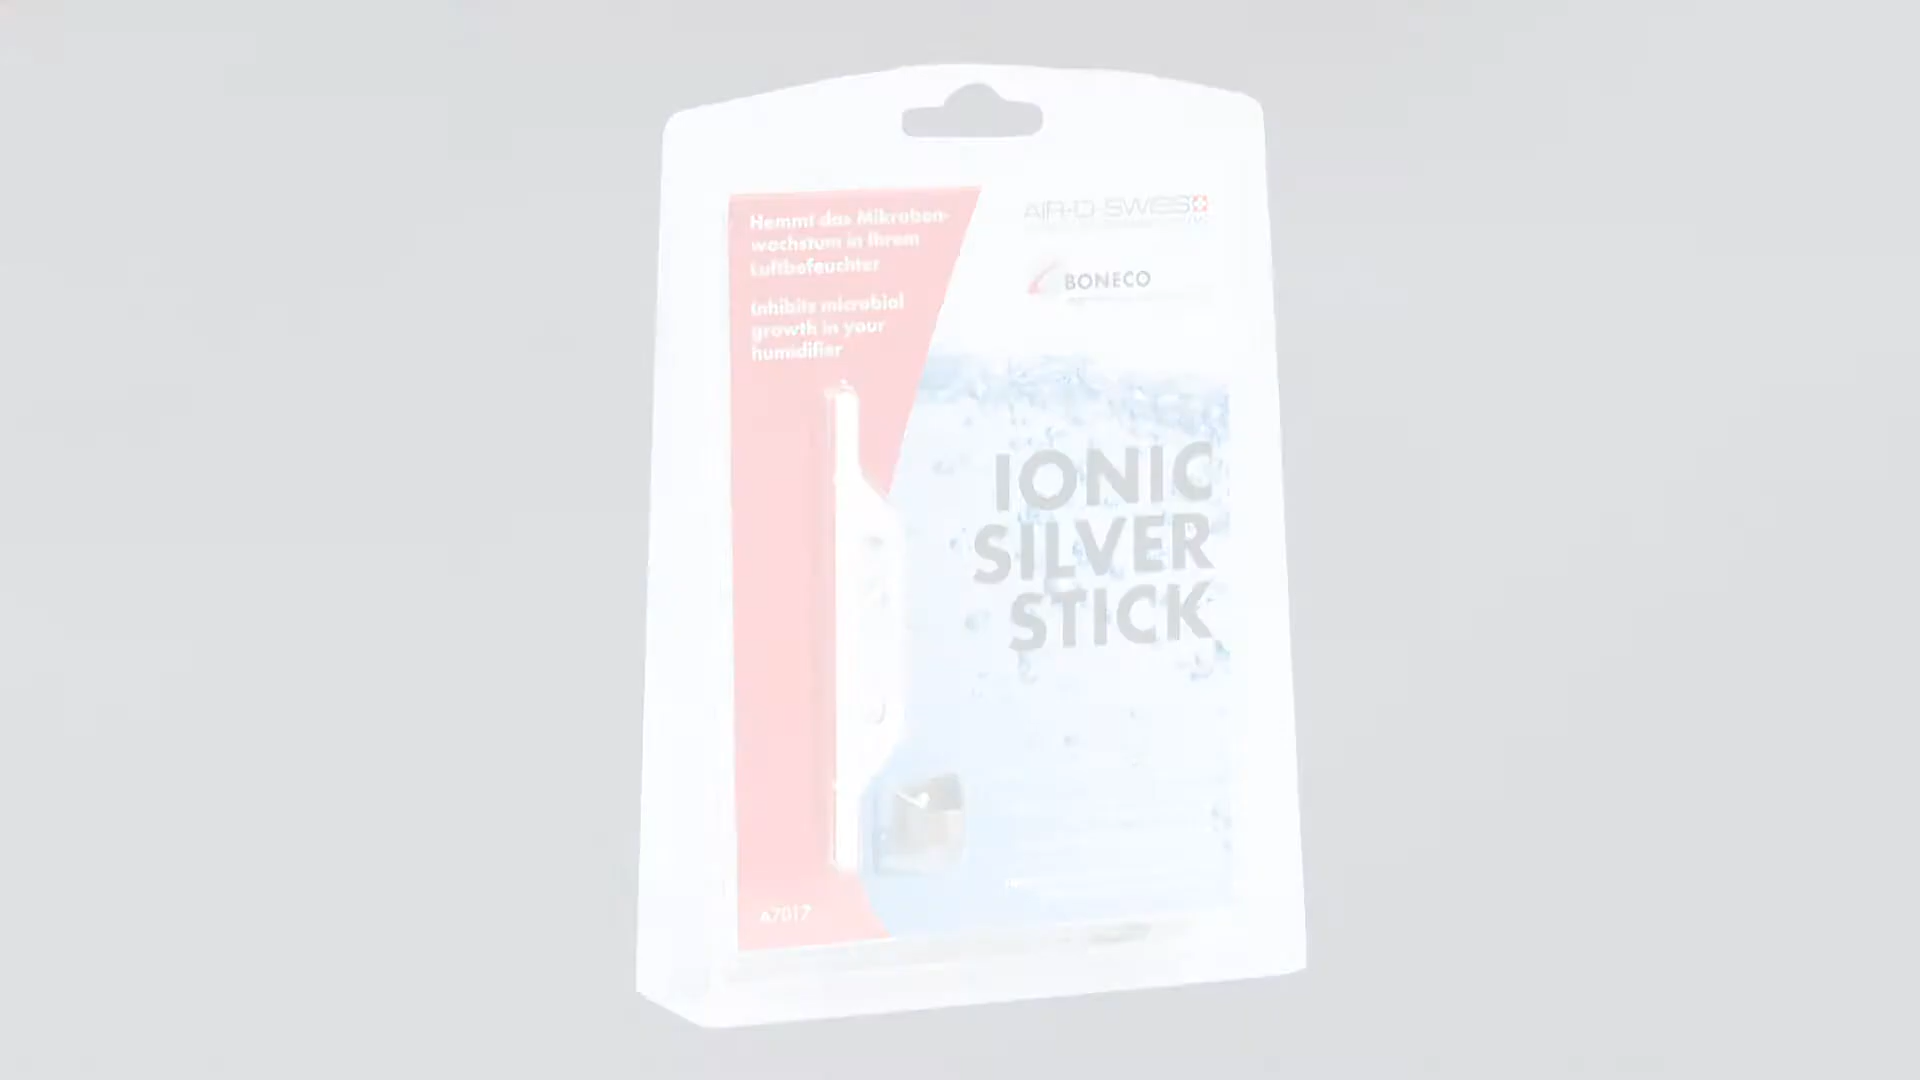 Hemmt das Mikroben-
wachstum in Ihrem
Luftbefeuchter
Inhibits microbial
growth in your
humidifier
AIR-O-SWISS
BONECO
IONIC
SILVER
STICK
A7017